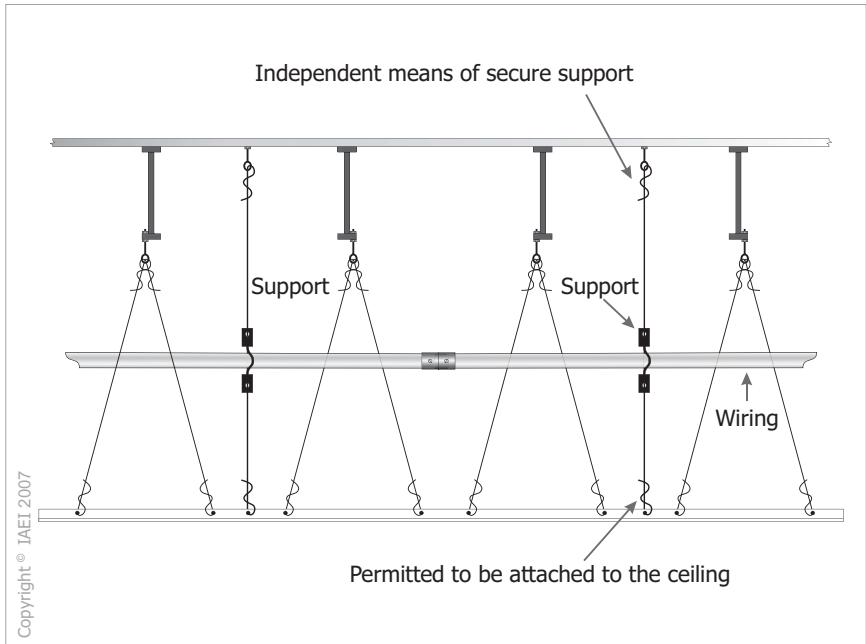 Independent means of secure support
Support
Support
Wiring
Permitted to be attached to the ceiling
Copyright © IAEI 2007